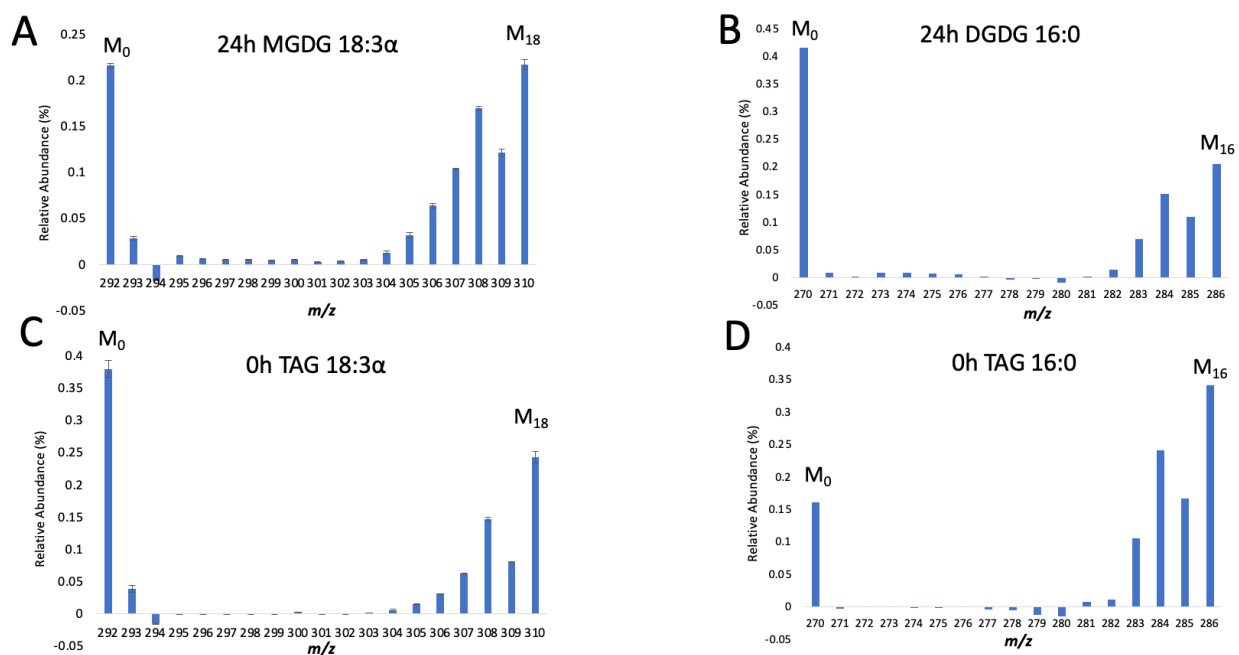 A
24h MGDG 18:3α
M0
M18
Relative Abundance (%)
0.25
0.2
0.15
0.1
0.05
0
-0.05
292 293 294 295 296 297 298 299 300 301 302 303 304 305 306 307 308 309 310
m/z
B
24h DGDG 16:0
M0
M16
Relative Abundance (%)
0.45
0.4
0.35
0.3
0.25
0.2
0.15
0.1
0.05
0
-0.05
270 271 272 273 274 275 276 277 278 279 280 281 282 283 284 285 286
m/z
C
0h TAG 18:3α
M0
M18
Relative Abundance (%)
0.4
0.35
0.3
0.25
0.2
0.15
0.1
0.05
0
-0.05
292 293 294 295 296 297 298 299 300 301 302 303 304 305 306 307 308 309 310
m/z
D
0h TAG 16:0
M0
M16
Relative Abundance (%)
0.4
0.35
0.3
0.25
0.2
0.15
0.1
0.05
0
-0.05
270 271 272 273 274 275 276 277 278 279 280 281 282 283 284 285 286
m/z